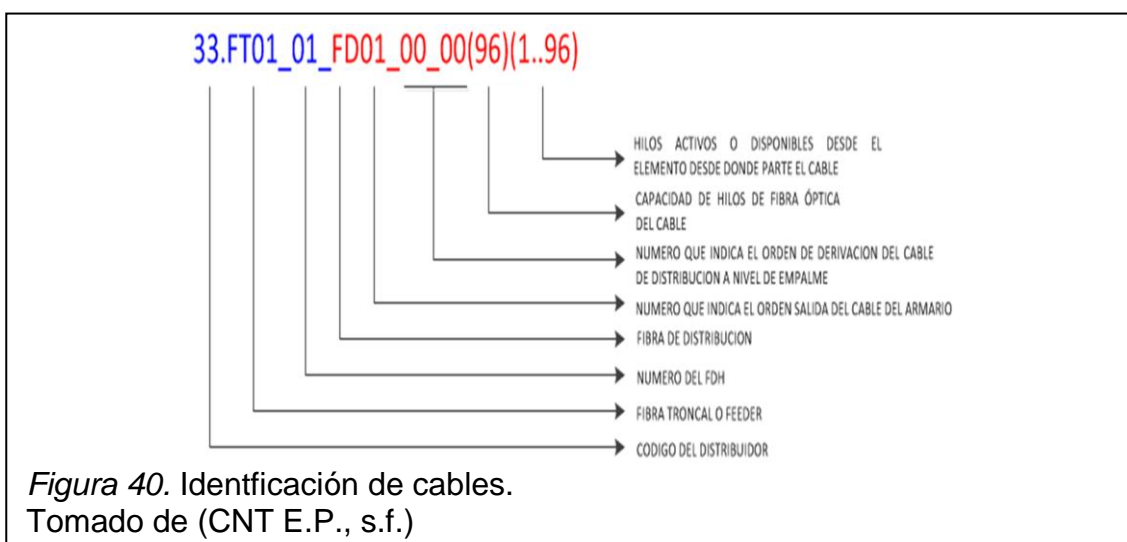 33.FT01_01_FD01_00_00(96)(1..96)
HILOS ACTIVOS O DISPONIBLES DESDE EL
ELEMENTO DESDE DONDE PARTE EL CABLE
CAPACIDAD DE HILOS DE FIBRA ÓPTICA
DEL CABLE
NUMERO QUE INDICA EL ORDEN DE DERIVACION DEL CABLE
DE DISTRIBUCION A NIVEL DE EMPALME
NUMERO QUE INDICA EL ORDEN SALIDA DEL CABLE DEL ARMARIO
FIBRA DE DISTRIBUCION
NUMERO DEL FDH
FIBRA TRONCAL O FEEDER
CODIGO DEL DISTRIBUIDOR
Figura 40. Identficación de cables.
Tomado de (CNT E.P., s.f.)